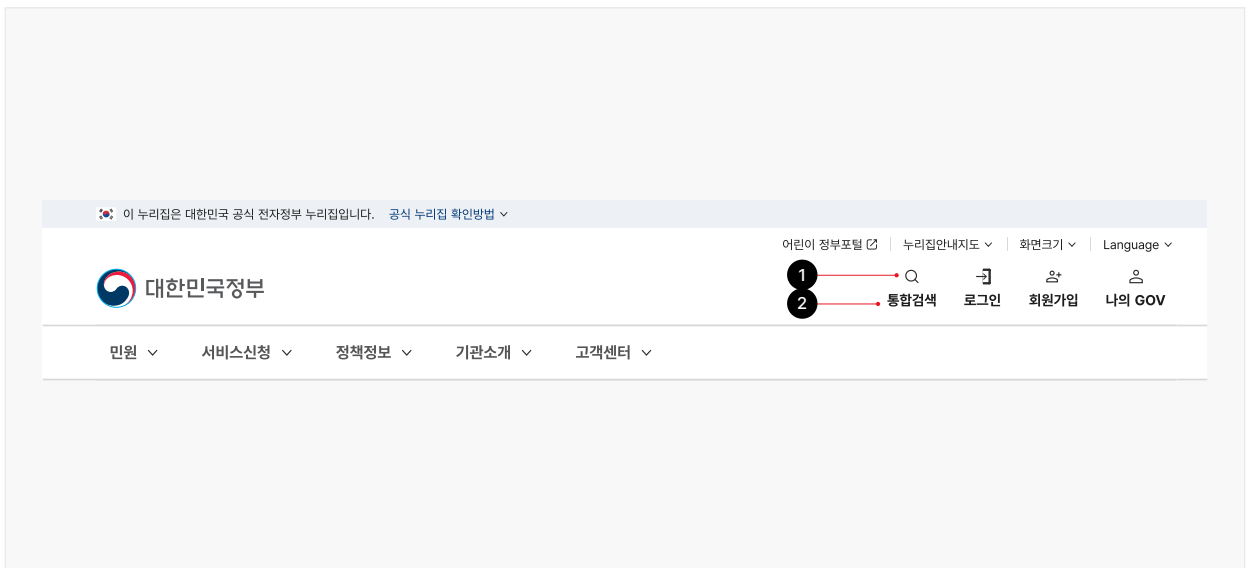 이 누리집은 대한민국 공식 전자정부 누리집입니다. 공식 누리집 확인방법
어린이 정부포털 누리집안내지도 화면크기 Language
대한민국정부
1
2
통합검색 로그인 회원가입 나의 GOV
민원 서비스신청 정책정보 기관소개 고객센터